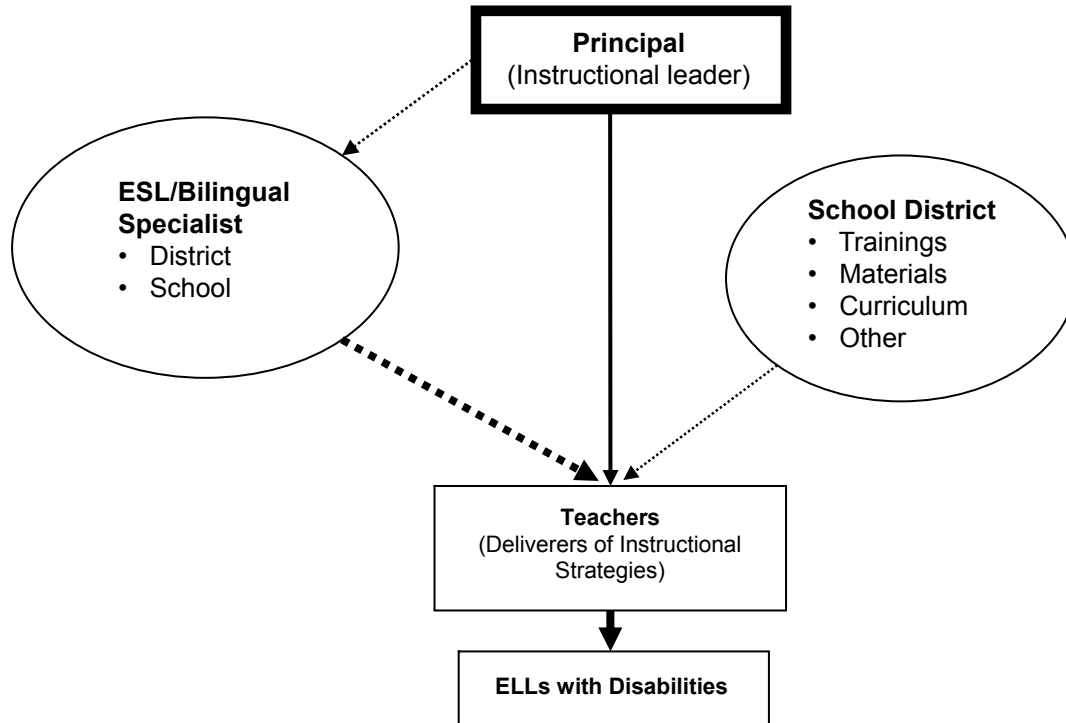 Principal
(Instructional leader)
ESL/Bilingual
Specialist
• District
• School
School District
• Trainings
• Materials
• Curriculum
• Other
Teachers
(Deliverers of Instructional
Strategies)
ELLs with Disabilities